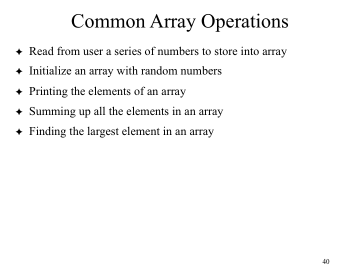 Common Array Operations
✦ Read from user a series of numbers to store into array
✦ Initialize an array with random numbers
✦ Printing the elements of an array
✦ Summing up all the elements in an array
✦ Finding the largest element in an array
40